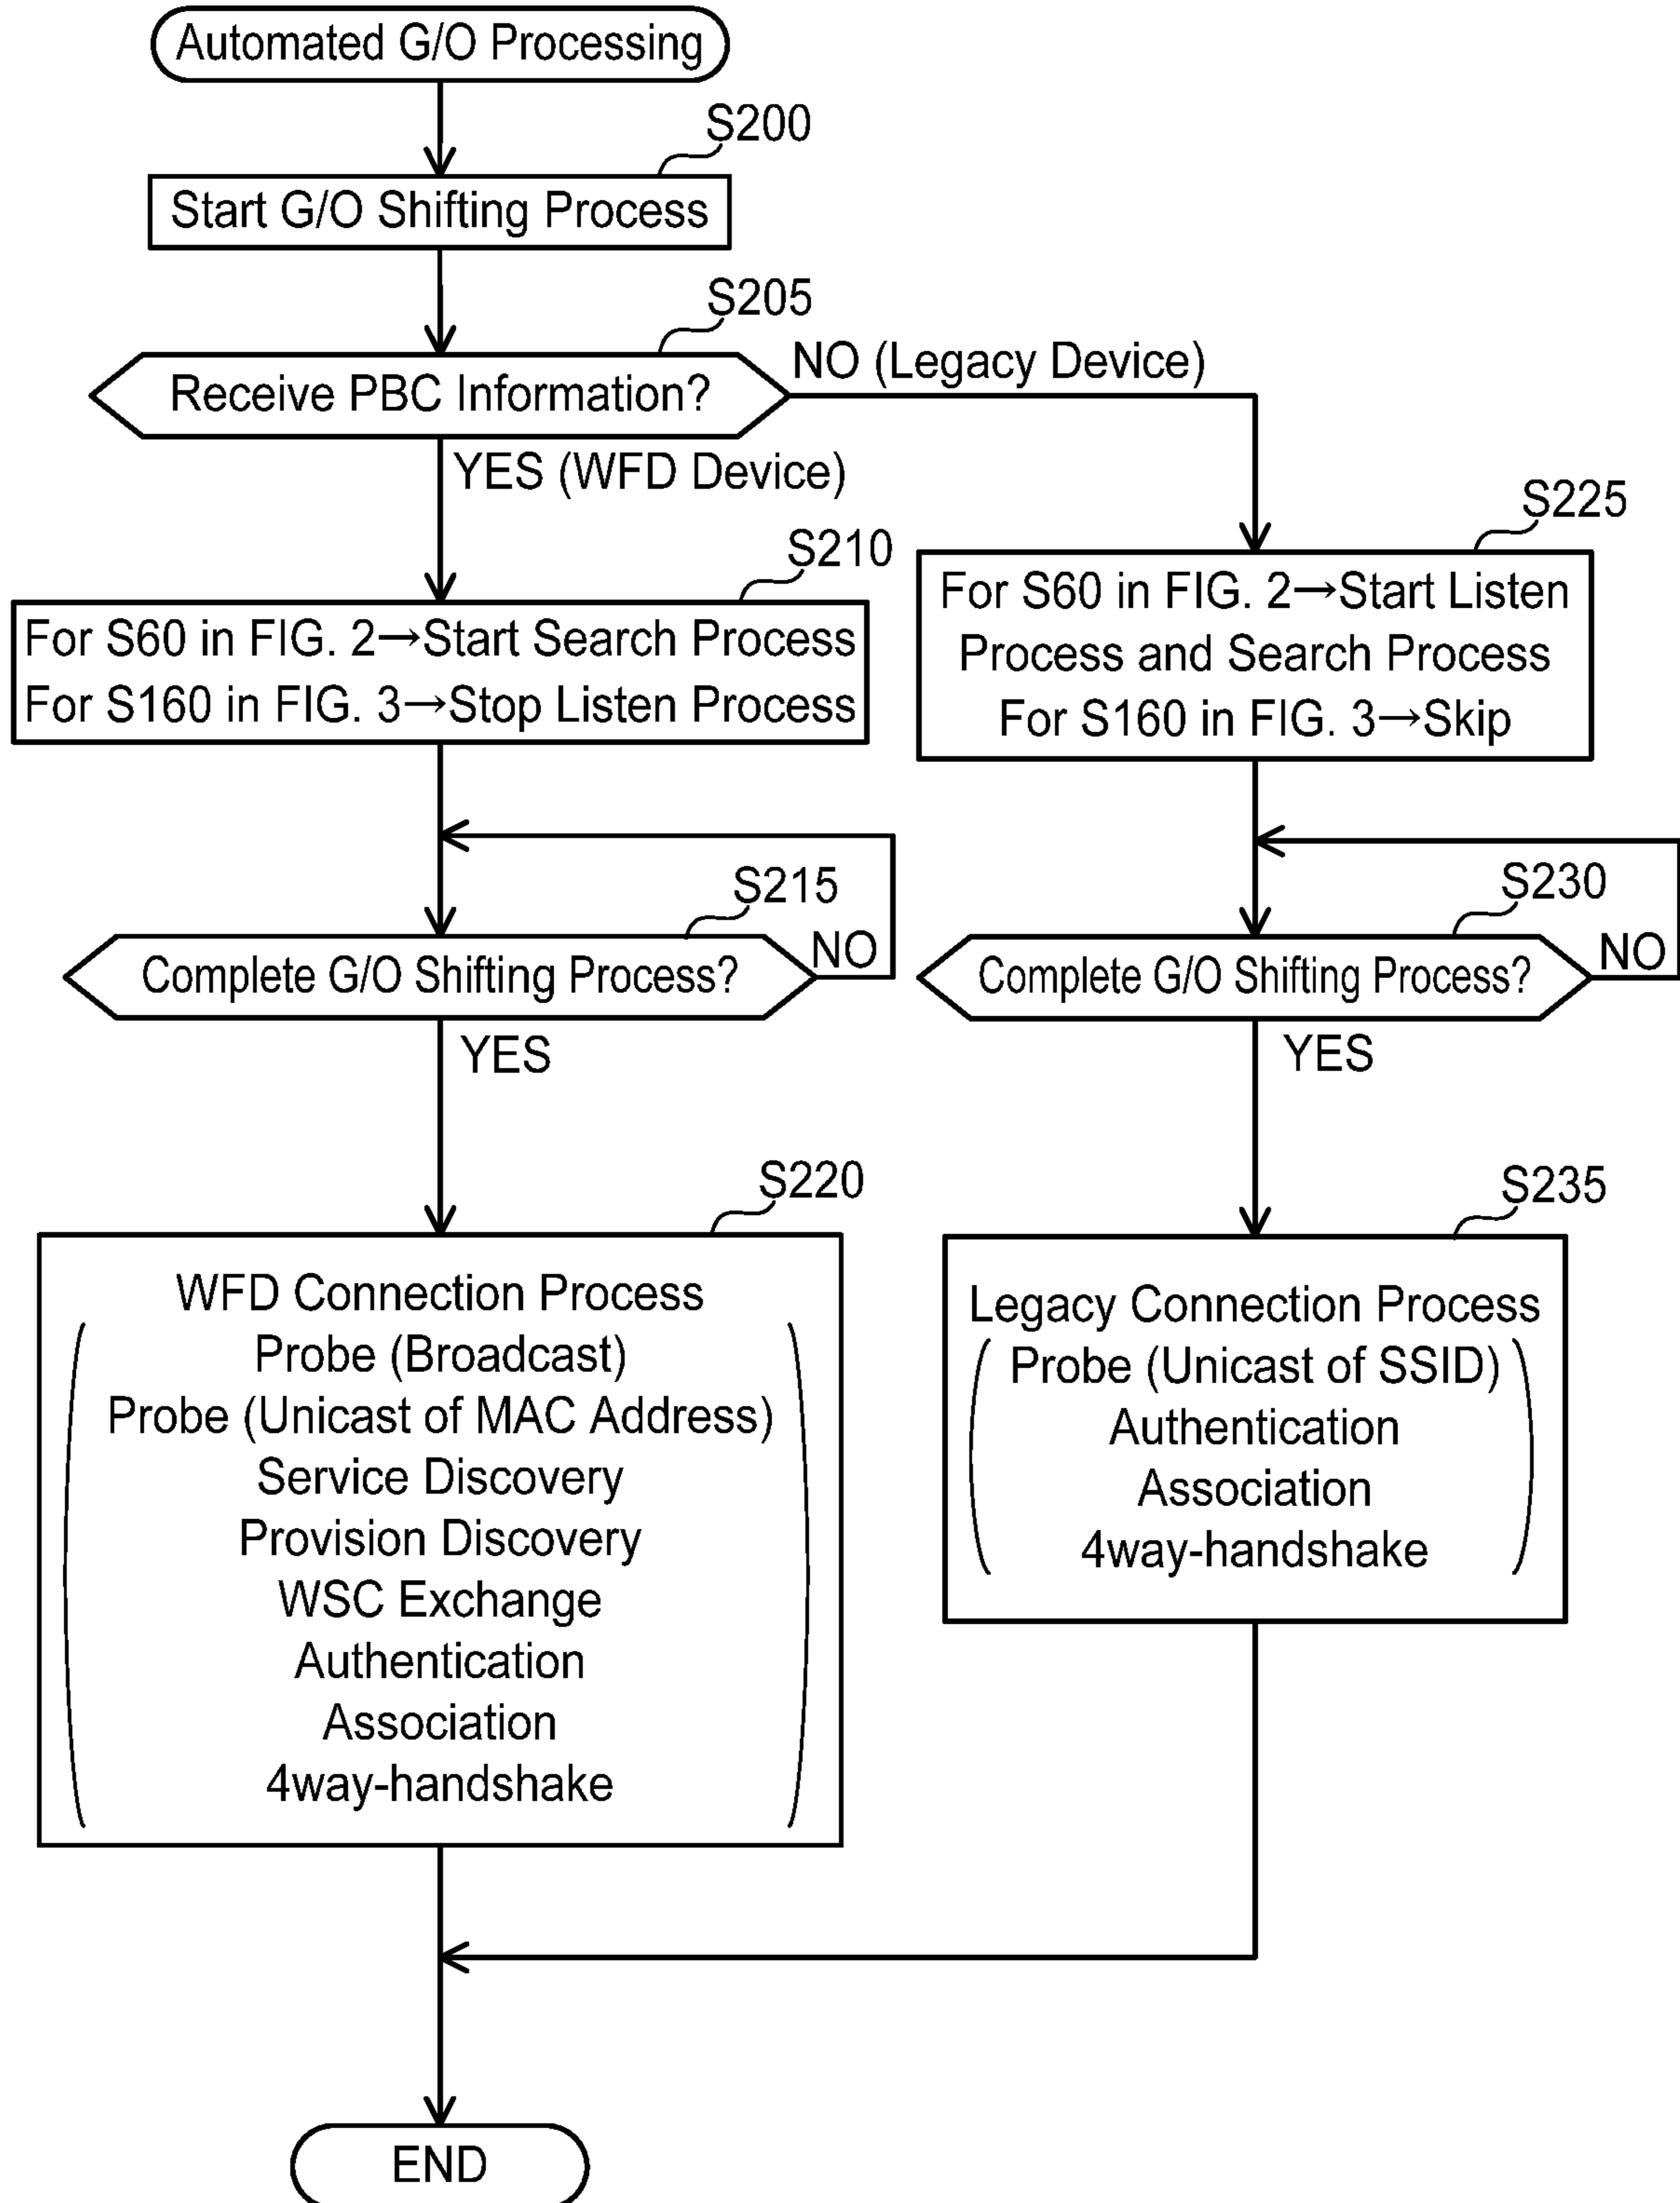 Automated G/O Processing
S200
Start G/O Shifting Process
S205
Receive PBC Information?
NO (Legacy Device)
YES (WFD Device)
S210
For S60 in FIG. 2→Start Search Process
For S160 in FIG. 3→Stop Listen Process
S225
For S60 in FIG. 2→Start Listen
Process and Search Process
For S160 in FIG. 3→Skip
S215
Complete G/O Shifting Process?
NO
YES
S230
Complete G/O Shifting Process?
NO
YES
S220
WFD Connection Process
Probe (Broadcast)
Probe (Unicast of MAC Address)
Service Discovery
Provision Discovery
WSC Exchange
Authentication
Association
4way-handshake
S235
Legacy Connection Process
Probe (Unicast of SSID)
Authentication
Association
4way-handshake
END